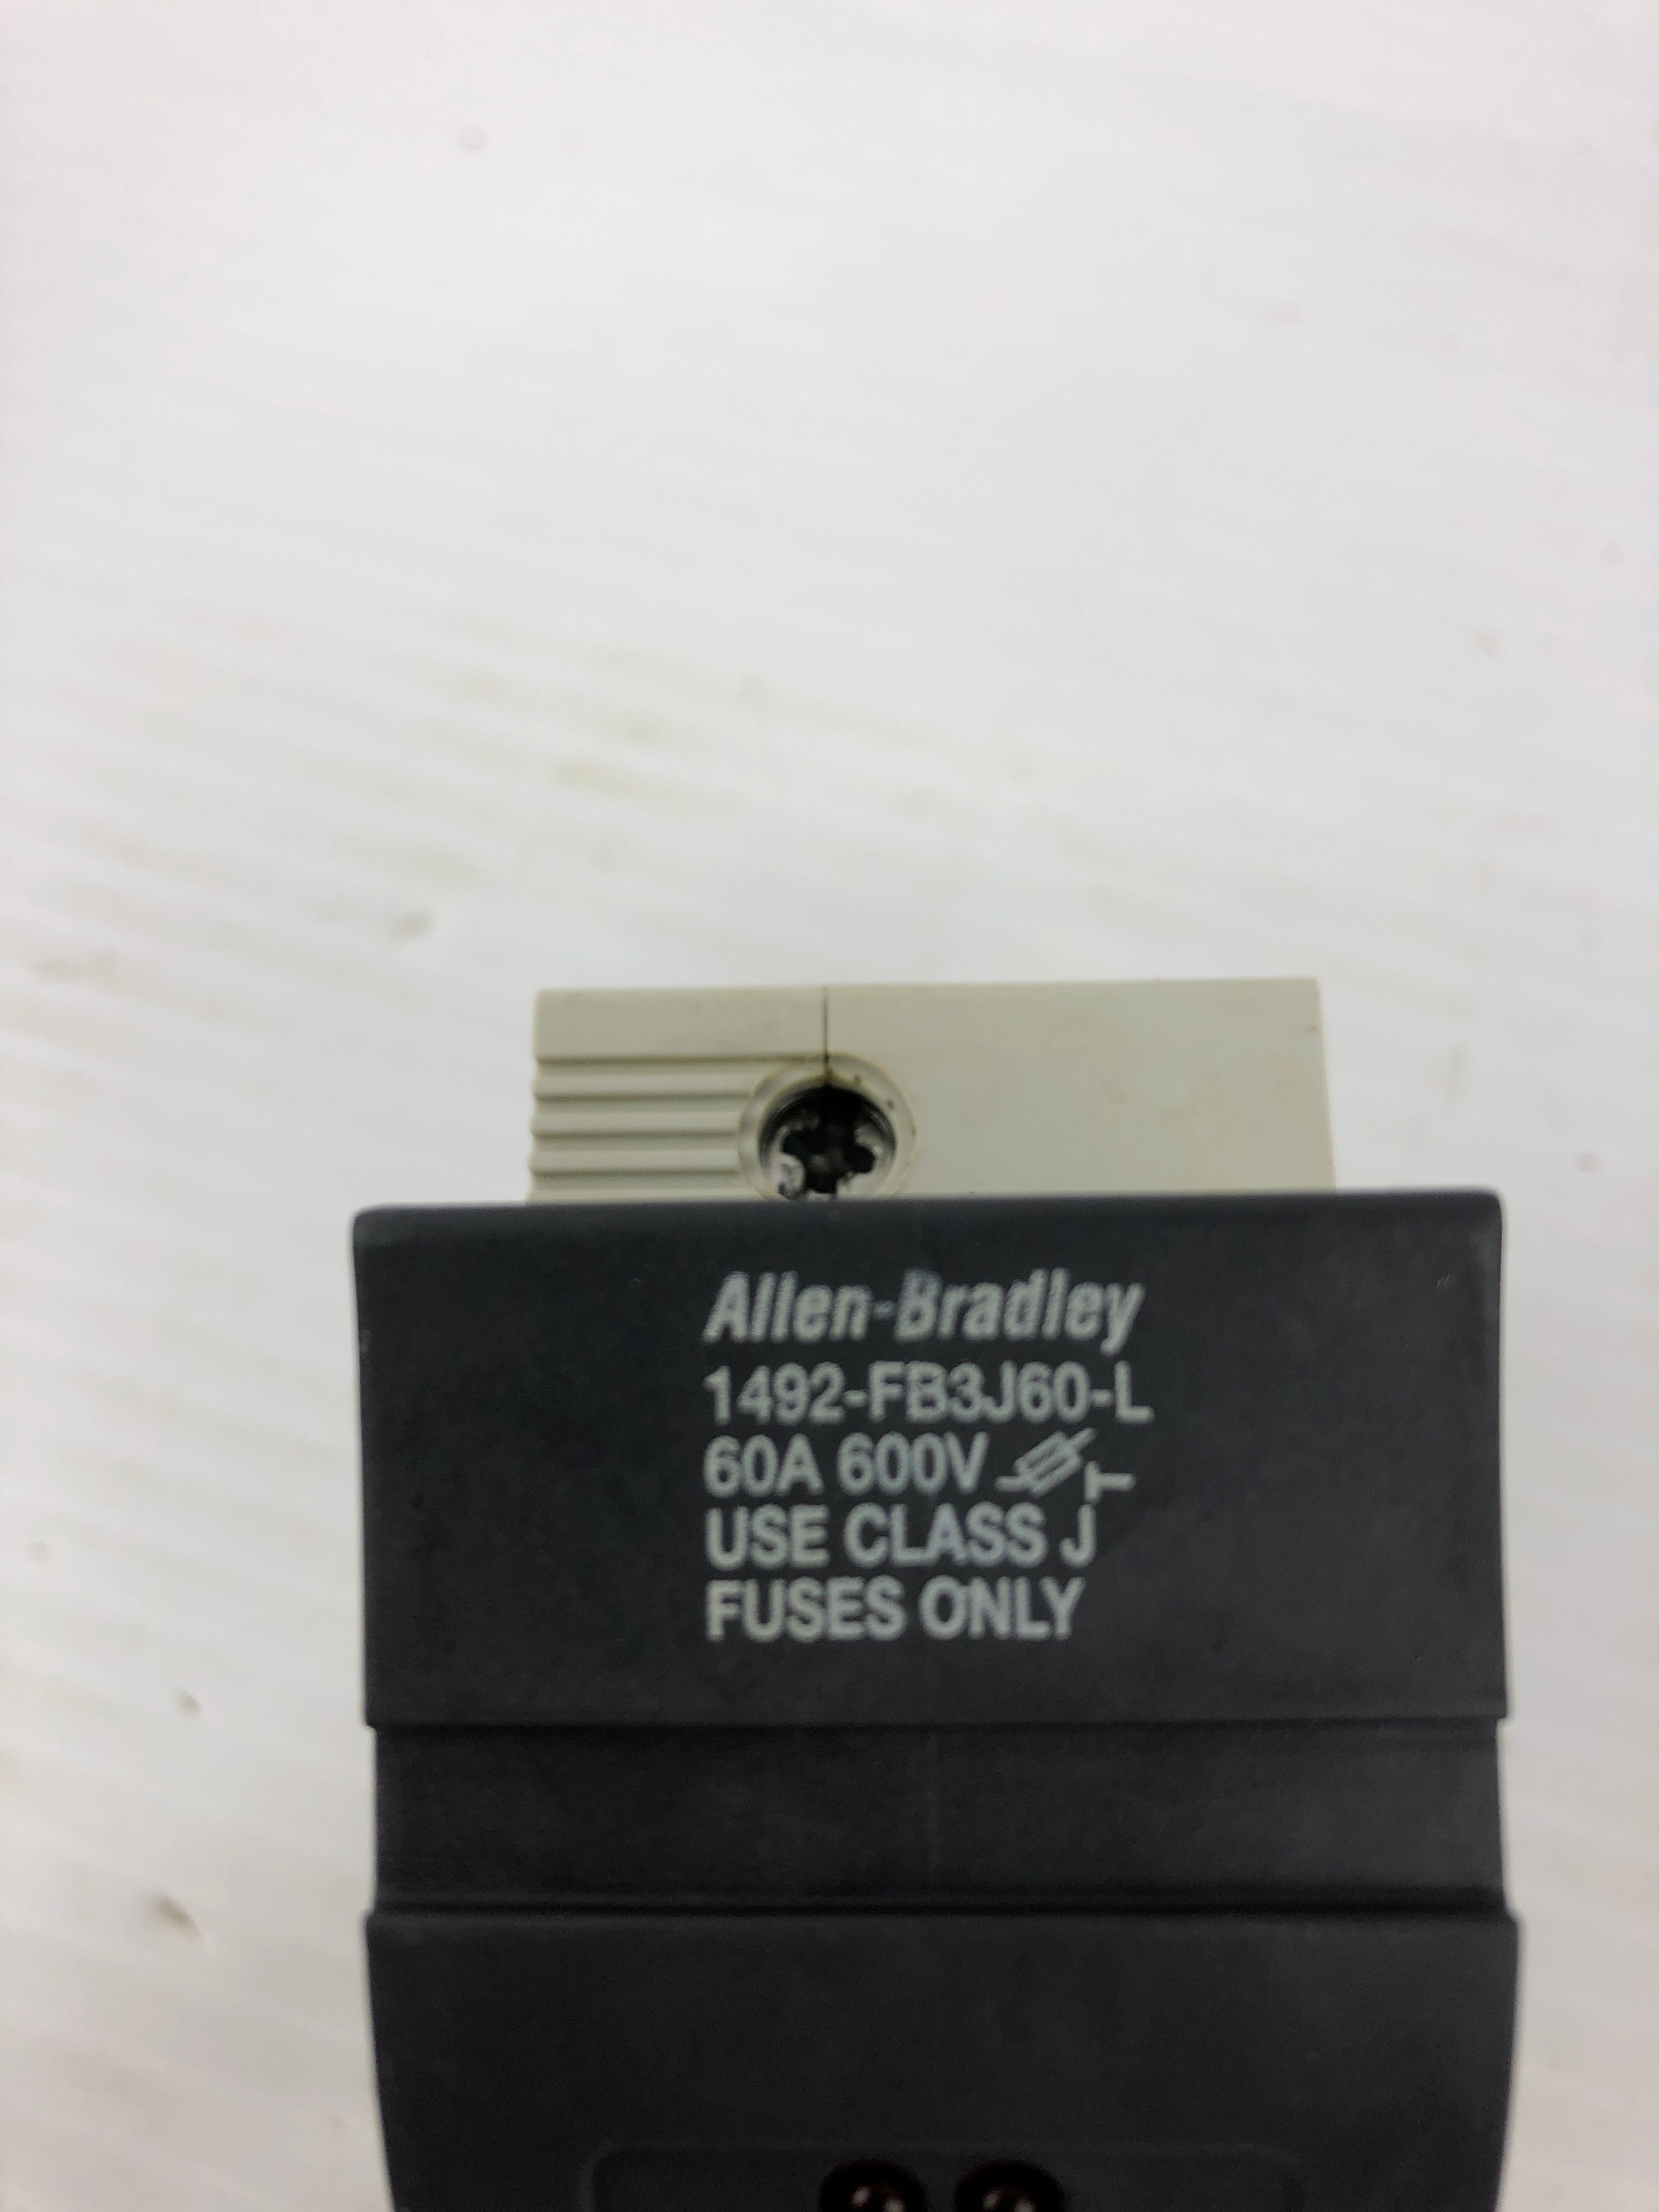 Allen-Bradley
1492-FB3J60-L
60A 600V
USE CLASS J
FUSES ONLY